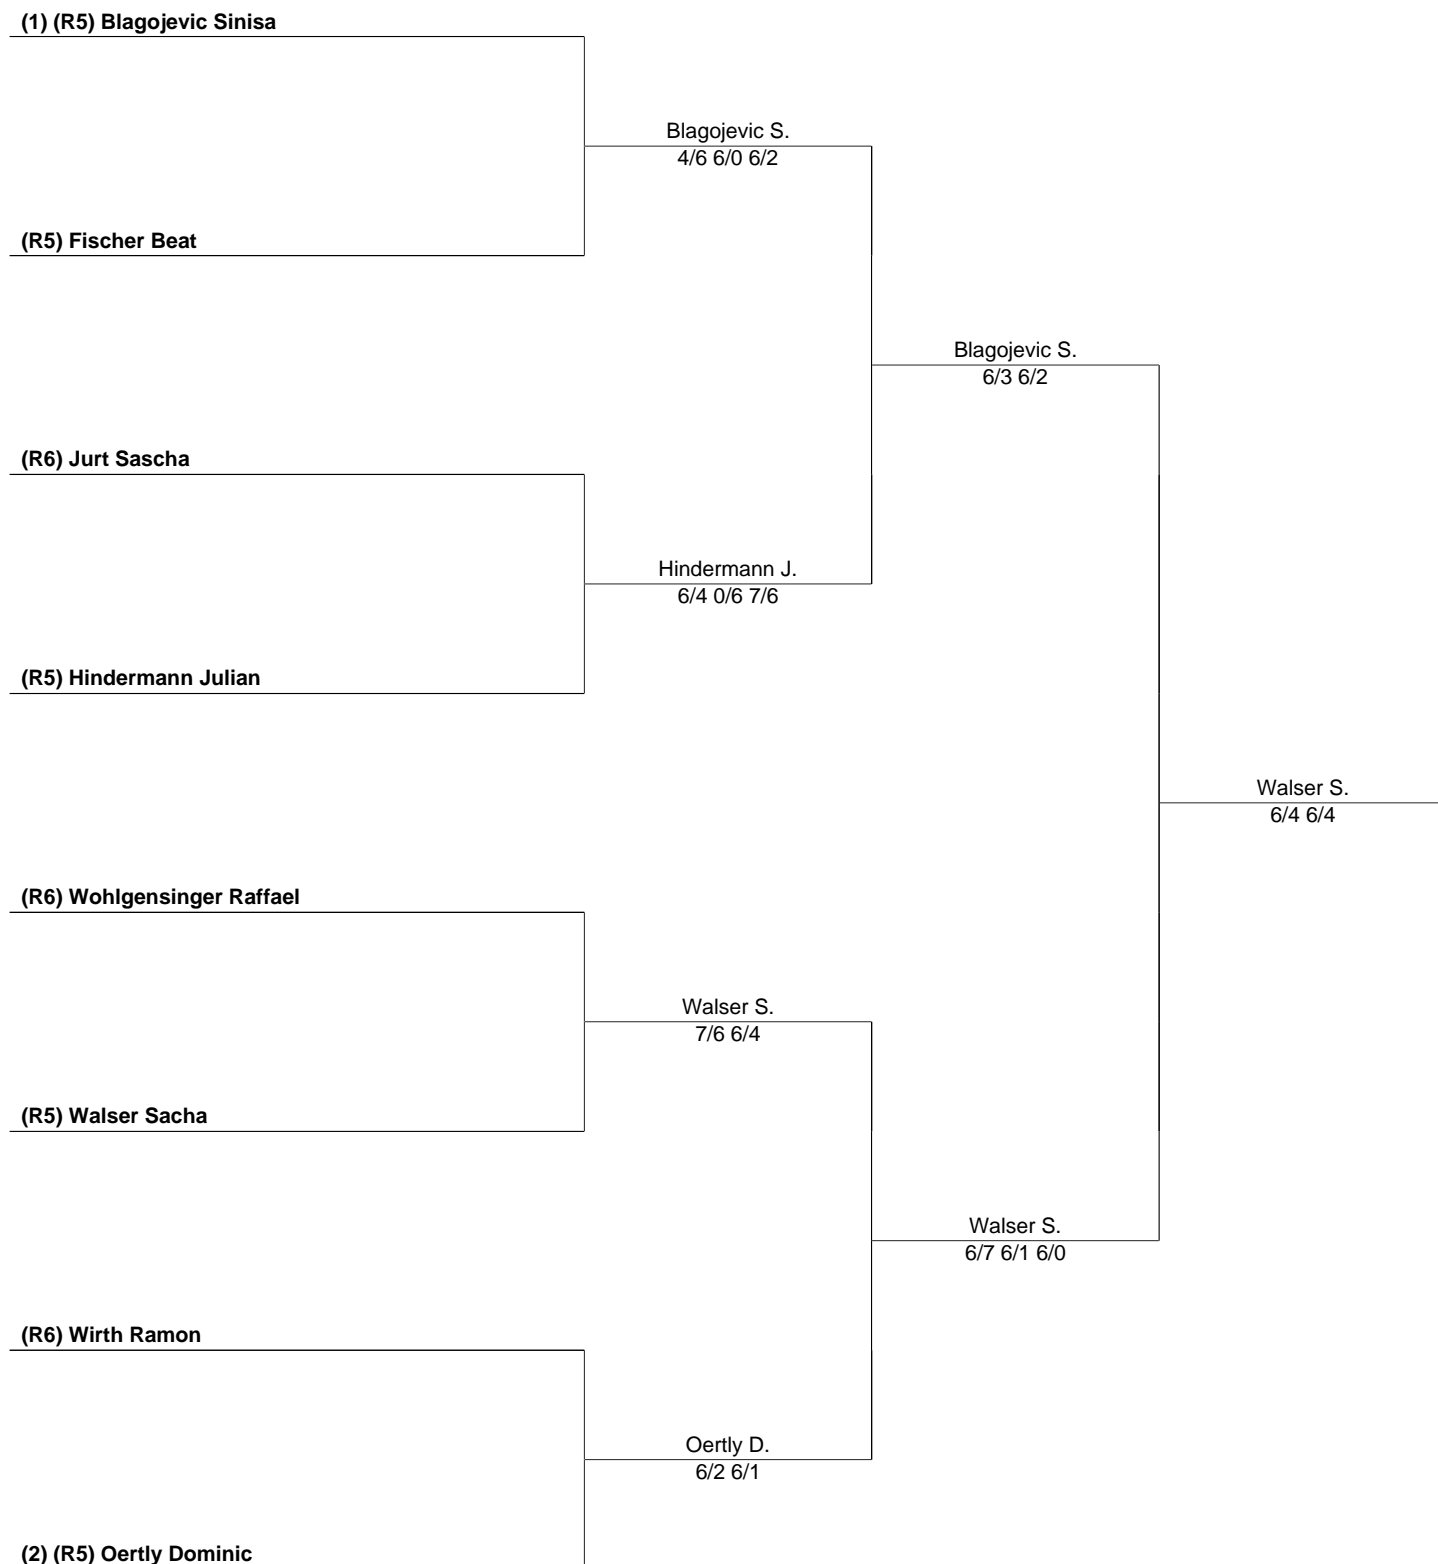 (1) (R5) Blagojevic Sinisa
Blagojevic S.
4/6 6/0 6/2
(R5) Fischer Beat
Blagojevic S.
6/3 6/2
(R6) Jurt Sascha
Hindermann J.
6/4 0/6 7/6
(R5) Hindermann Julian
Walser S.
6/4 6/4
(R6) Wohlgensinger Raffael
Walser S.
7/6 6/4
(R5) Walser Sacha
Walser S.
6/7 6/1 6/0
(R6) Wirth Ramon
Oertly D.
6/2 6/1
(2) (R5) Oertly Dominic